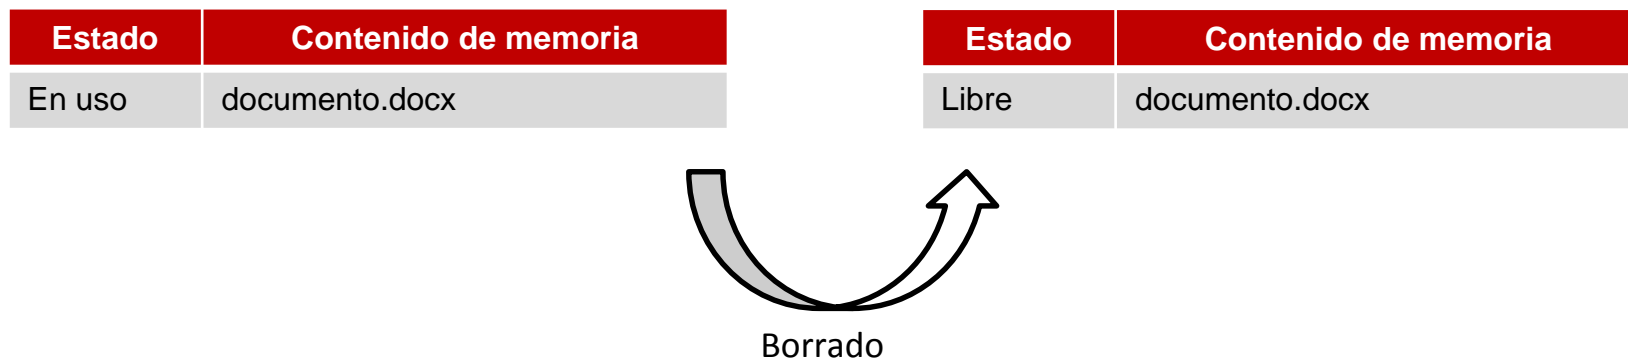 Estado Contenido de memoria
En uso documento.docx
Estado Contenido de memoria
Libre documento.docx
Borrado